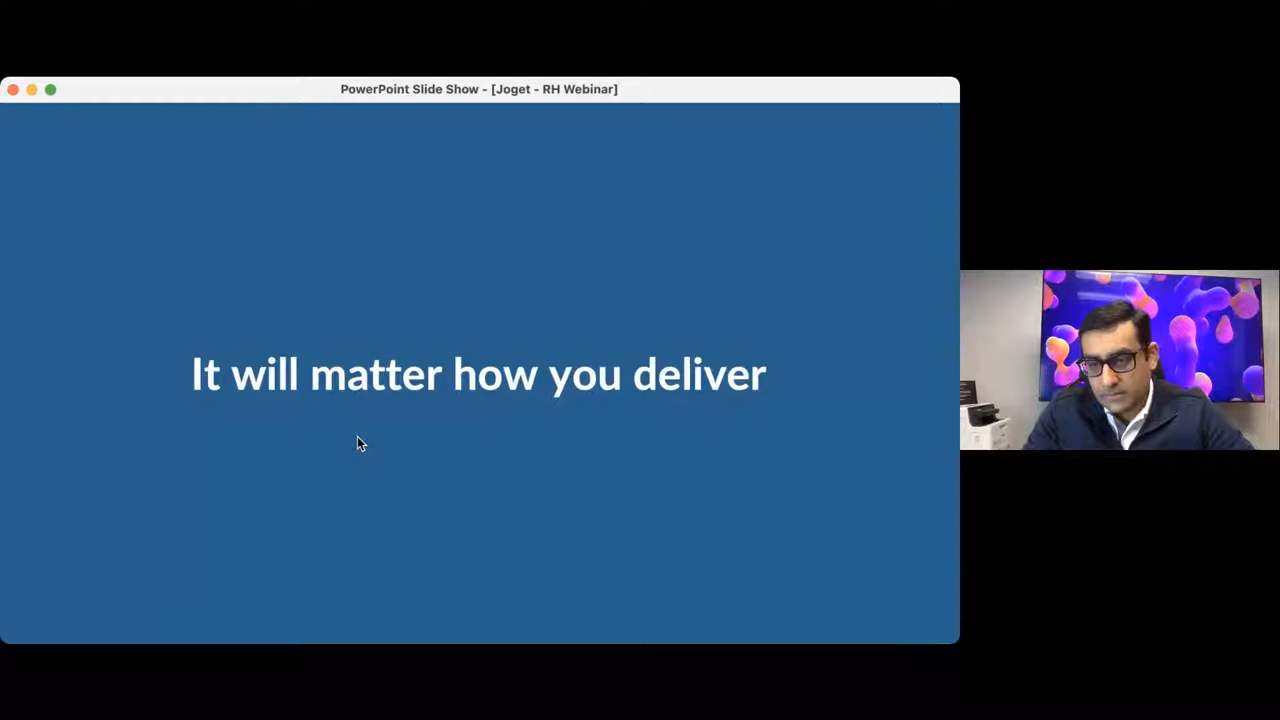 PowerPoint Slide Show - [Joget - RH Webinar]
It will matter how you deliver